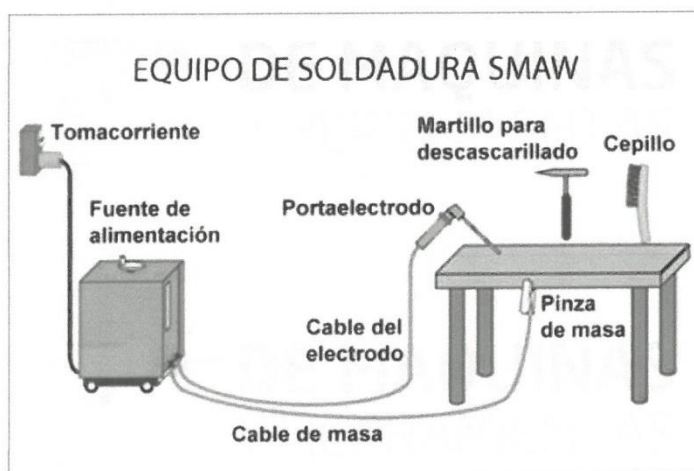 EQUIPO DE SOLDADURA SMAW
Tomacorriente
Martillo para
descascarillado
Cepillo
Fuente de
alimentación
Portaelectrodo
Pinza
de masa
Cable del
electrodo
Cable de masa